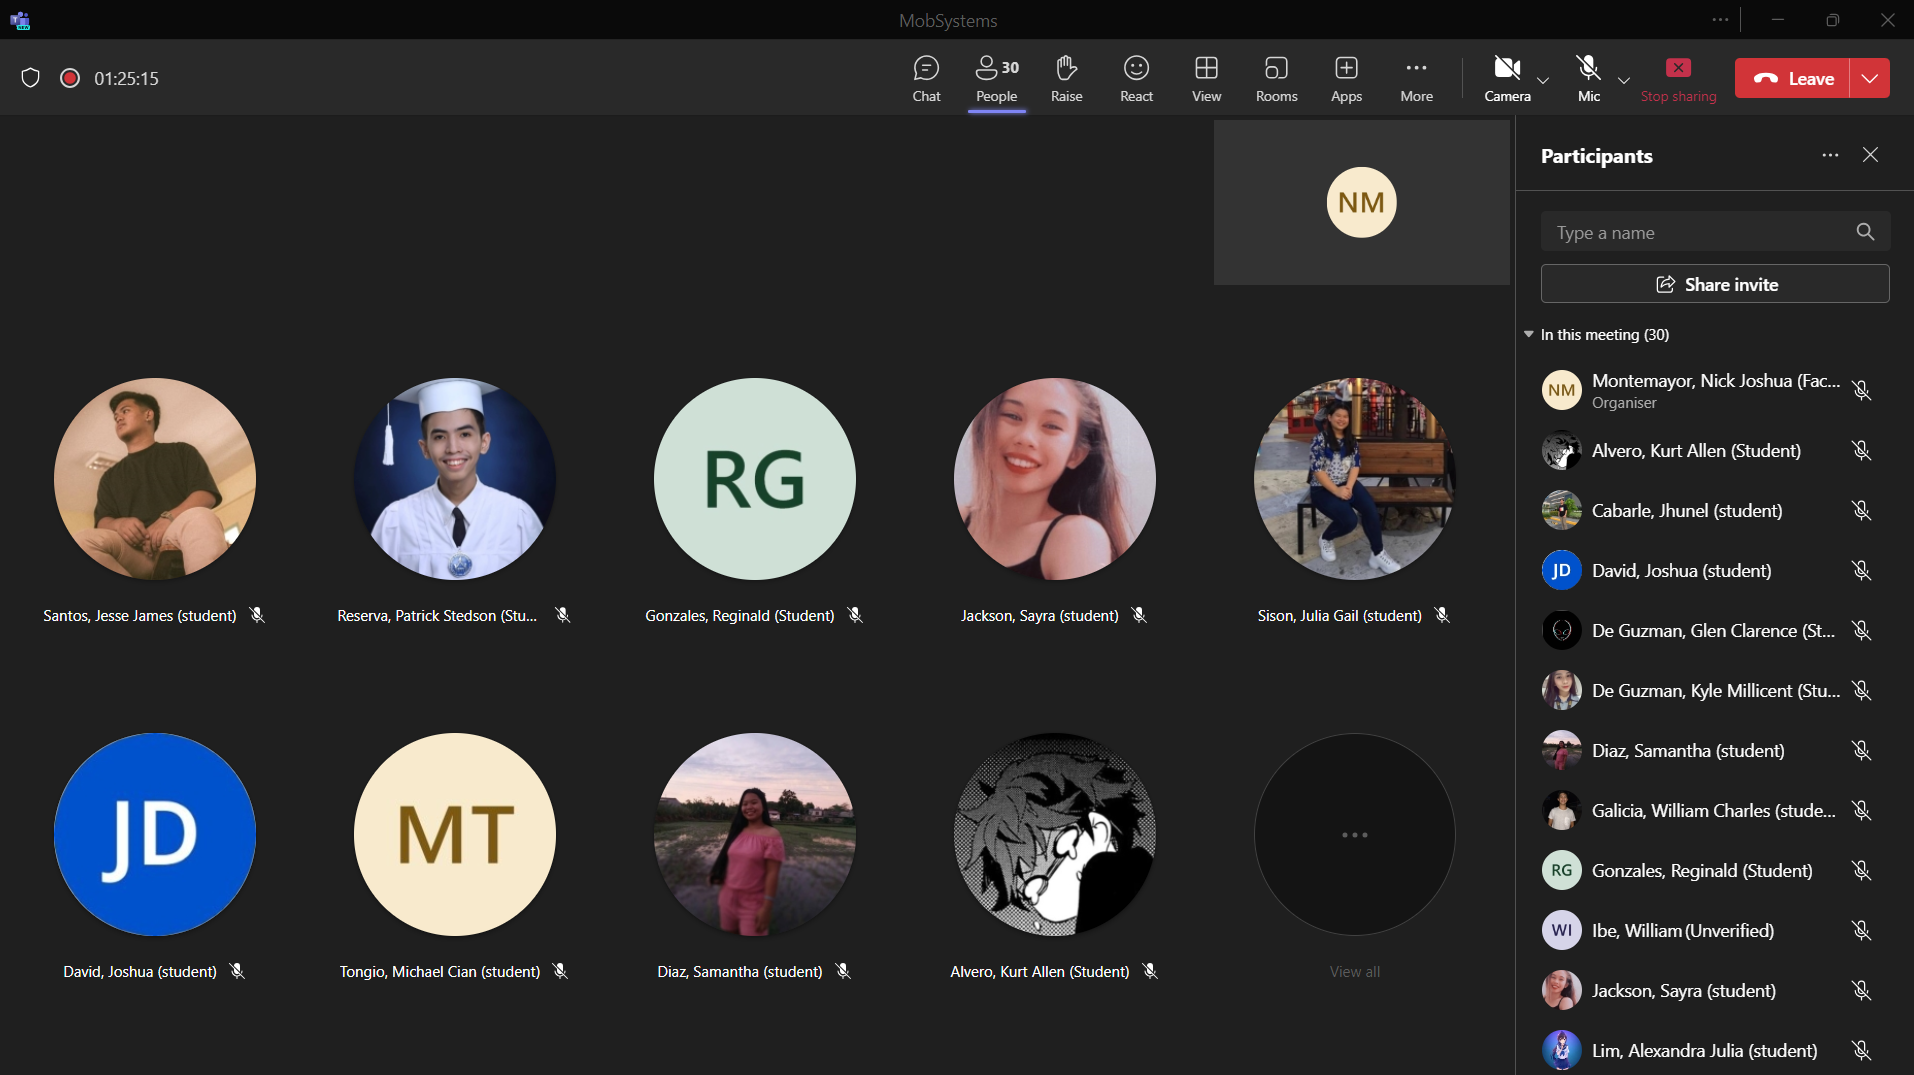 MobSystems
01:25:15
30
Chat
People
Raise
React
View
Rooms
Apps
More
Camera
Mic
Stop sharing
Leave
NM
RG
Santos, Jesse James (student)
Reserva, Patrick Stedson (Stu...
Gonzales, Reginald (Student)
Jackson, Sayra (student)
Sison, Julia Gail (student)
JD
MT
David, Joshua (student)
Tongio, Michael Cian (student)
Diaz, Samantha (student)
Alvero, Kurt Allen (Student)
View all
Participants
Type a name
Share invite
In this meeting (30)
NM
Montemayor, Nick Joshua (Fac...
Organiser
Alvero, Kurt Allen (Student)
Cabarle, Jhunel (student)
JD
David, Joshua (student)
De Guzman, Glen Clarence (St...
De Guzman, Kyle Millicent (Stu...
Diaz, Samantha (student)
Galicia, William Charles (stude...
RG
Gonzales, Reginald (Student)
WI
Ibe, William (Unverified)
Jackson, Sayra (student)
Lim, Alexandra Julia (student)